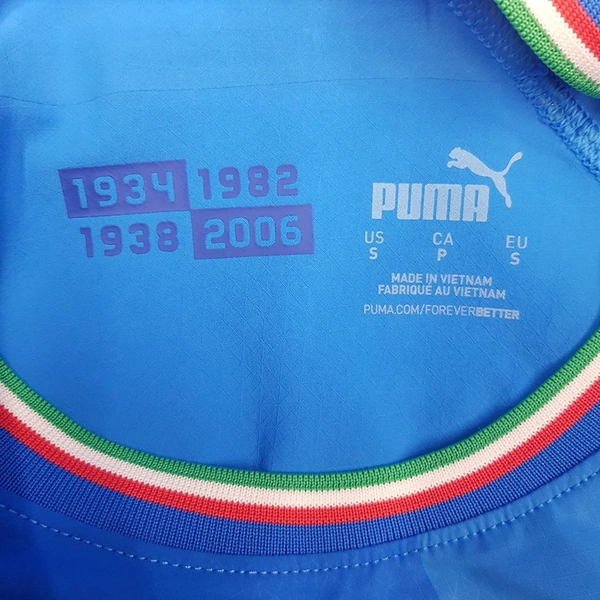 1934 1982
1938 2006
PUMA
US CA EU
S P S
MADE IN VIETNAM
FABRIQUÉ AU VIETNAM
PUMA.COM/FOREVERBETTER